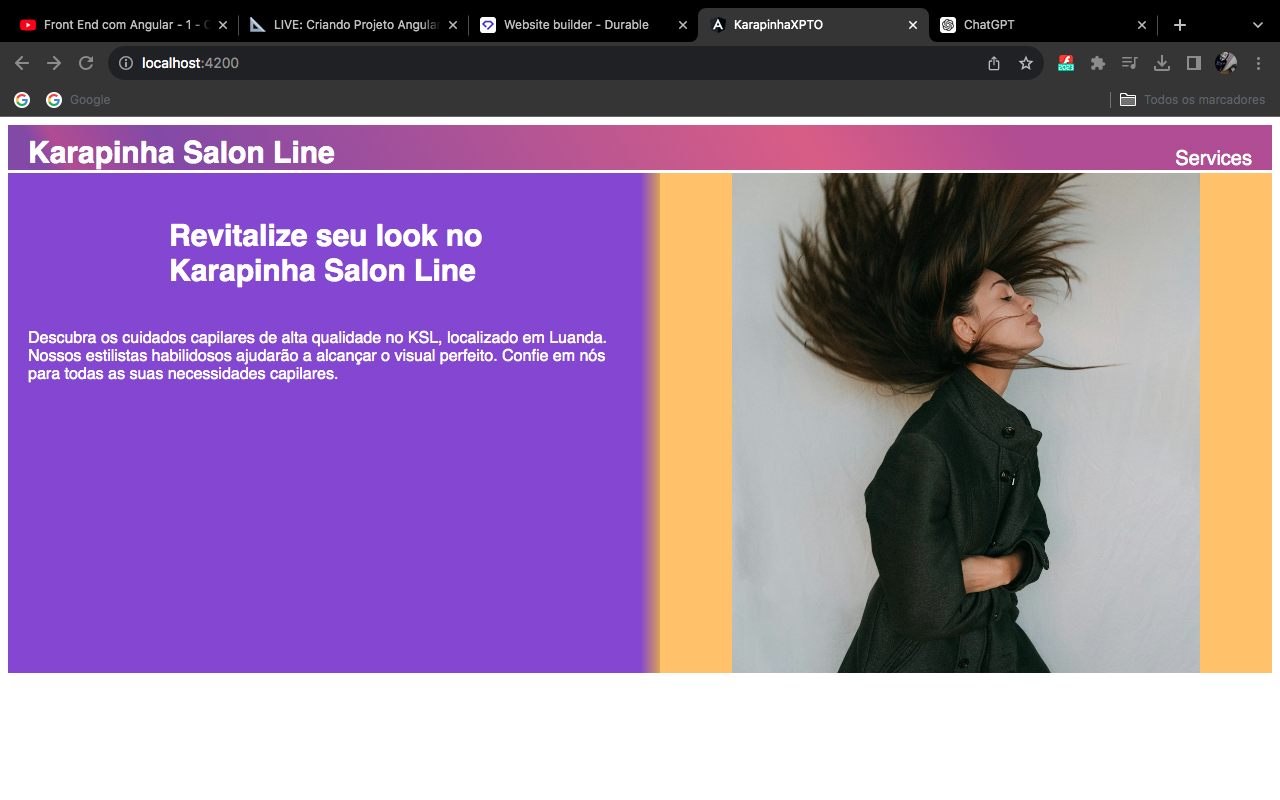 Front End com Angular - 1 - C
LIVE: Criando Projeto Angular
Website builder - Durable
KarapinhaXPTO
ChatGPT
localhost:4200
2023
Google
Todos os marcadores
Karapinha Salon Line
Services
Revitalize seu look no
Karapinha Salon Line
Descubra os cuidados capilares de alta qualidade no KSL, localizado em Luanda.
Nossos estilistas habilidosos ajudarão a alcançar o visual perfeito. Confie em nós
para todas as suas necessidades capilares.